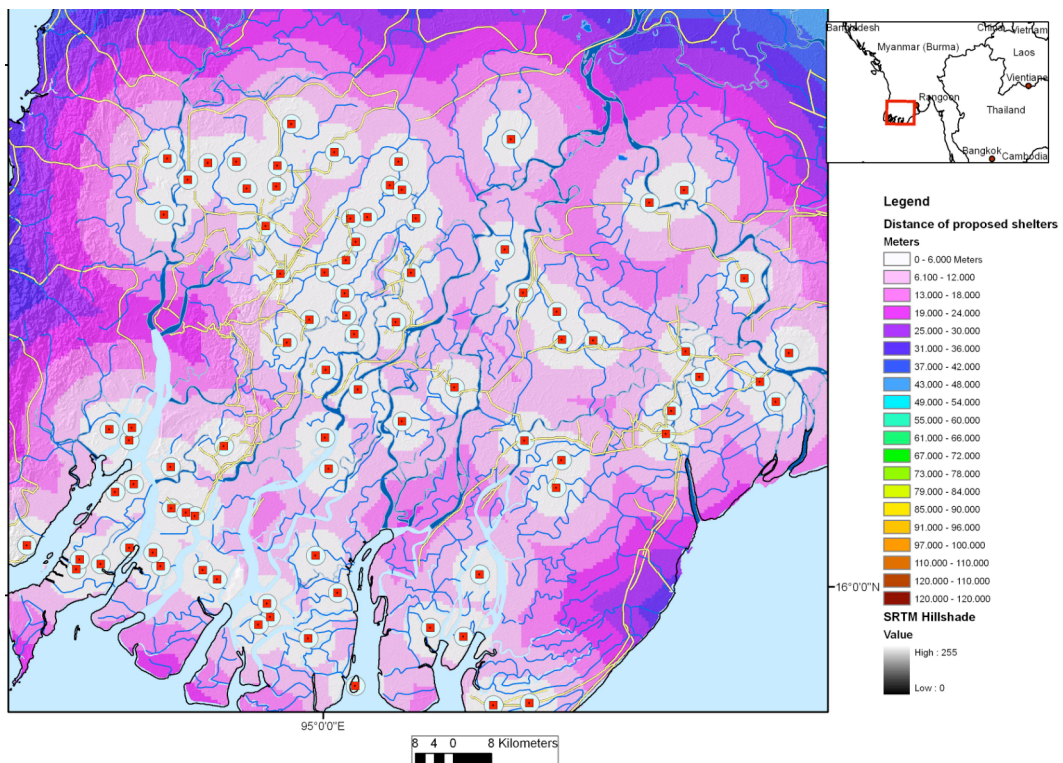 Bangladesh
China
Vietnam
Myanmar (Burma)
Laos
Vientiane
Rangoon
Thailand
Bangkok
Cambodia
Legend
Distance of proposed shelters
Meters
0 - 6.000 Meters
6.100 - 12.000
13.000 - 18.000
19.000 - 24.000
25.000 - 30.000
31.000 - 36.000
37.000 - 42.000
43.000 - 48.000
49.000 - 54.000
55.000 - 60.000
61.000 - 66.000
67.000 - 72.000
73.000 - 78.000
79.000 - 84.000
85.000 - 90.000
91.000 - 96.000
97.000 - 100.000
110.000 - 110.000
120.000 - 110.000
120.000 - 120.000
SRTM Hillshade
Value
High : 255
Low : 0
16°0'0"N
95°0'0"E
8 4 0 8 Kilometers